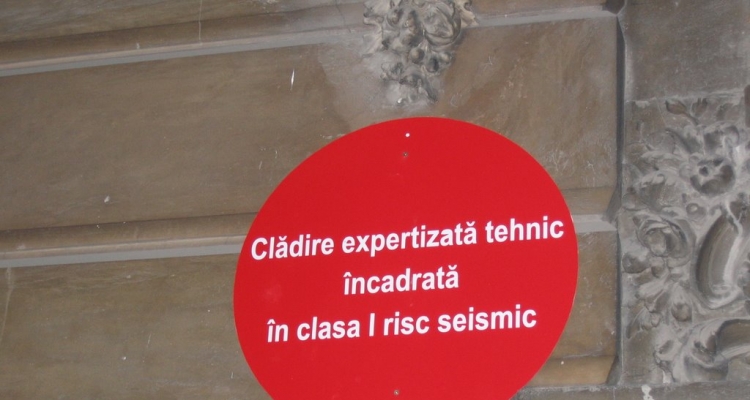 Clădire expertizată tehnic
încadrată
în clasa I risc seismic